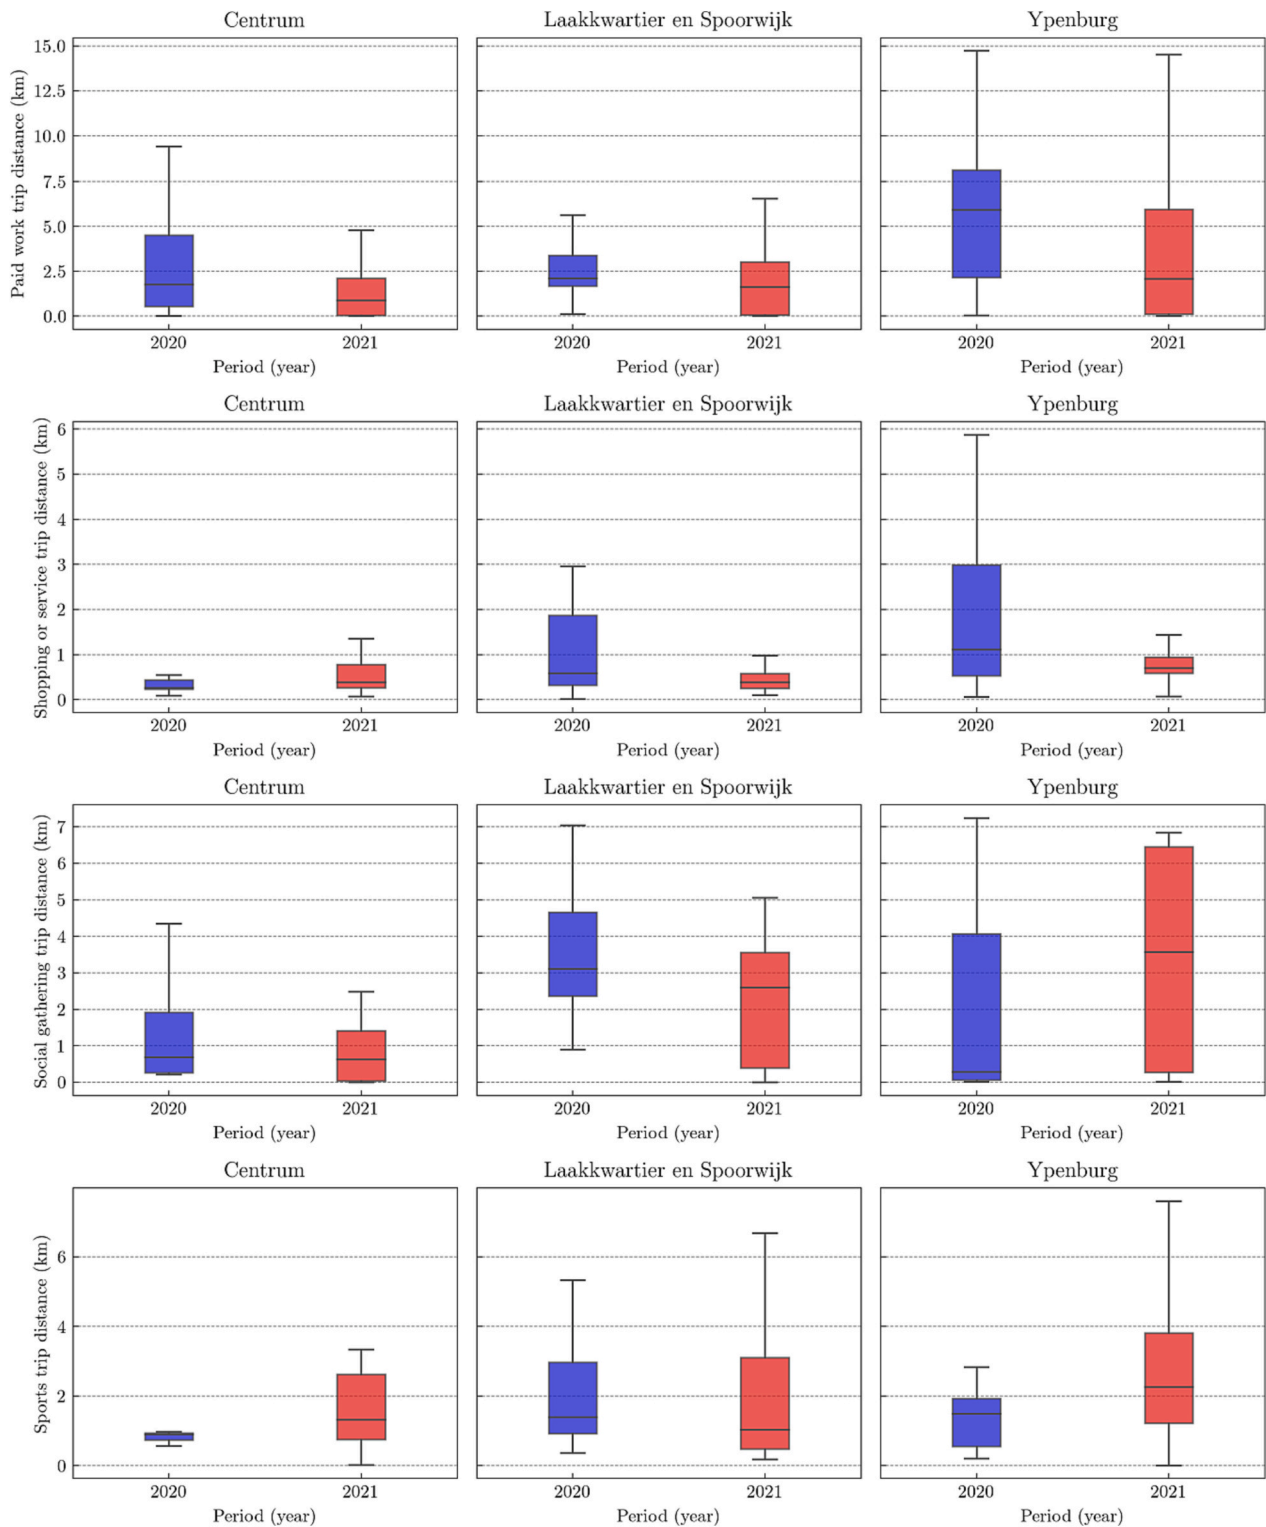 Centrum
Laakkwartier en Spoorwijk
Ypenburg
Paid work trip distance (km)
15.0
12.5
10.0
7.5
5.0
2.5
0.0
2020 2021
2020 2021
2020 2021
Period (year)
Period (year)
Period (year)
Centrum
Laakkwartier en Spoorwijk
Ypenburg
Shopping or service trip distance (km)
6
5
4
3
2
1
0
2020 2021
2020 2021
2020 2021
Period (year)
Period (year)
Period (year)
Centrum
Laakkwartier en Spoorwijk
Ypenburg
Social gathering trip distance (km)
7
6
5
4
3
2
1
0
2020 2021
2020 2021
2020 2021
Period (year)
Period (year)
Period (year)
Centrum
Laakkwartier en Spoorwijk
Ypenburg
Sports trip distance (km)
6
4
2
0
2020 2021
2020 2021
2020 2021
Period (year)
Period (year)
Period (year)